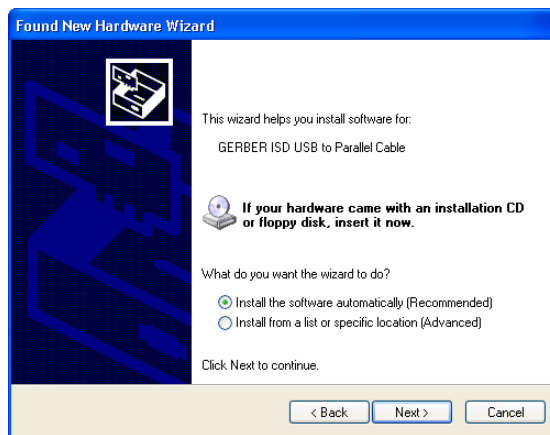 Found New Hardware Wizard
This wizard helps you install software for:
GERBER ISD USB to Parallel Cable
If your hardware came with an installation CD
or floppy disk, insert it now.
What do you want the wizard to do?
Install the software automatically (Recommended)
Install from a list or specific location (Advanced)
Click Next to continue.
< Back Next > Cancel